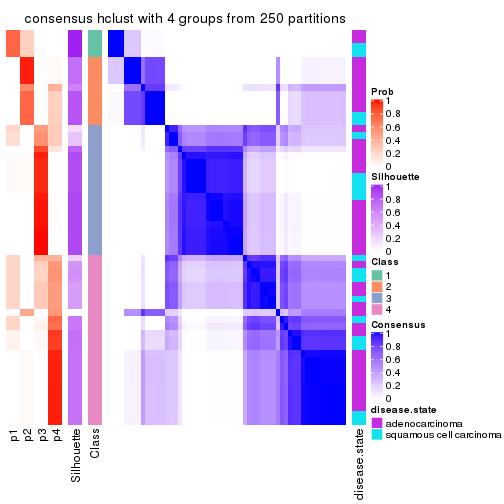 consensus hclust with 4 groups from 250 partitions
Prob
1
0.8
0.6
0.4
0.2
0
Silhouette
1
0.8
0.6
0.4
0.2
0
Class
1
2
3
4
Consensus
1
0.8
0.6
0.4
0.2
0
disease.state
adenocarcinoma
squamous cell carcinoma
p1
p2
p3
p4
Silhouette
Class
disease.state